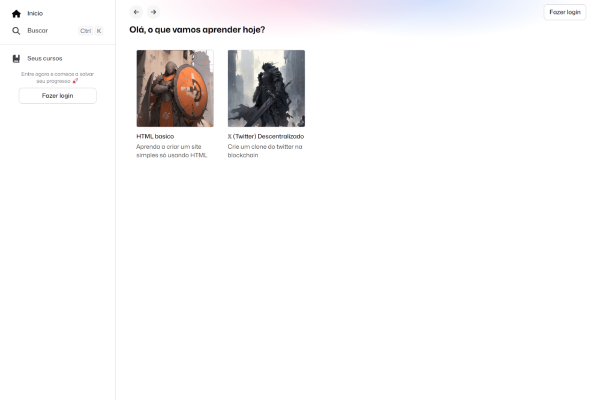 Inicio
Buscar
Ctrl K
Seus cursos
Entre agora e comece a salvar
seu progresso 🚀
Fazer login
Fazer login
Olá, o que vamos aprender hoje?
HTML basico
Aprenda a criar um site
simples só usando HTML
𝕏 (Twitter) Descentralizado
Crie um clone do twitter na
blockchain